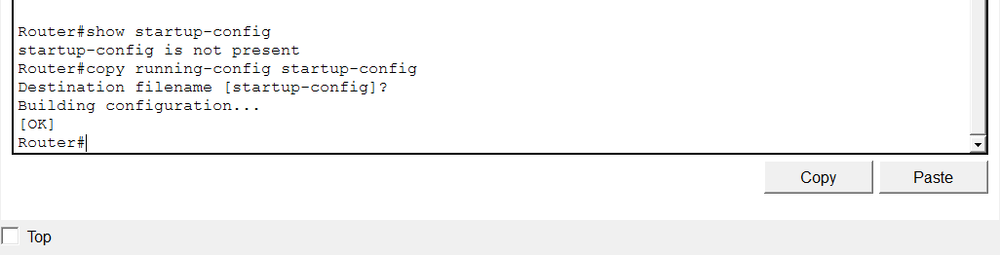 Router#show startup-config
startup-config is not present
Router#copy running-config startup-config
Destination filename [startup-config]?
Building configuration...
[OK]
Router#
Copy Paste
Top